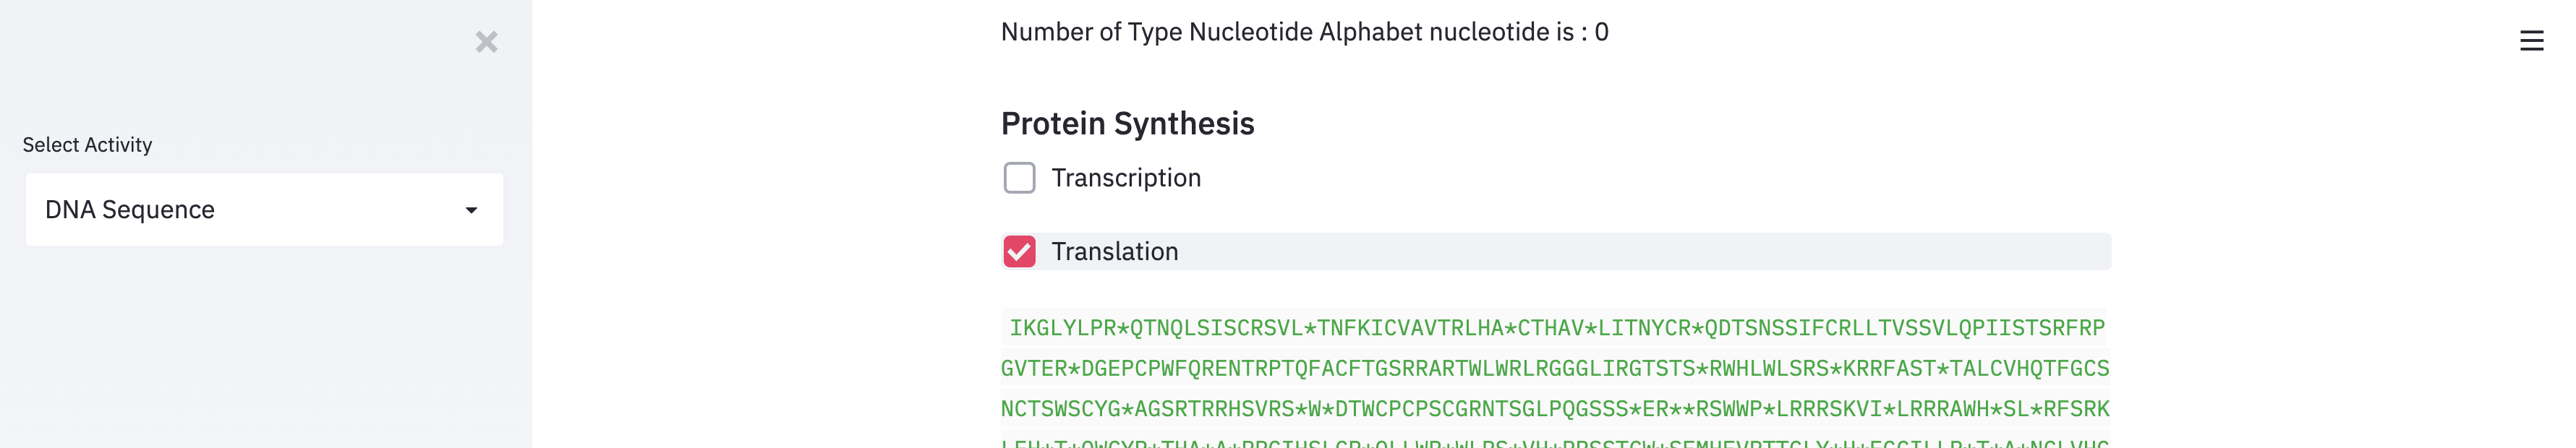 Number of Type Nucleotide Alphabet nucleotide is : 0
Select Activity
DNA Sequence
Protein Synthesis
Transcription
Translation
IKGLYLPR*QTNQLSISCRSVL*TNFKICVAVTRLHA*CTHAV*LITNYCR*QDTSNSSIFCRLLTVSSVLQPIISTSRFRP
GVTER*DGEPCPWFQRENTRPTQFACFTGSRRARTWLWRLRGGGLIRGTSTS*RWHLWLSRS*KRRFAST*TALCVHQTFGCS
NCTSWSCYG*AGSRTRRHSVRS*W*DTWCPCPSCGRNTSGLPQGSSS*ER**RSWWP*LRRRSKVI*LRRRAWH*SL*RFSRK